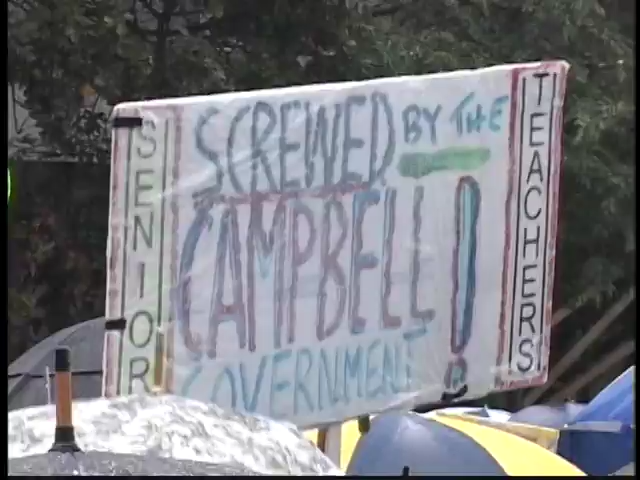 SENIOR
SCREWED BY THE
CAMPBELL!
GOVERNMENT
TEACHERS